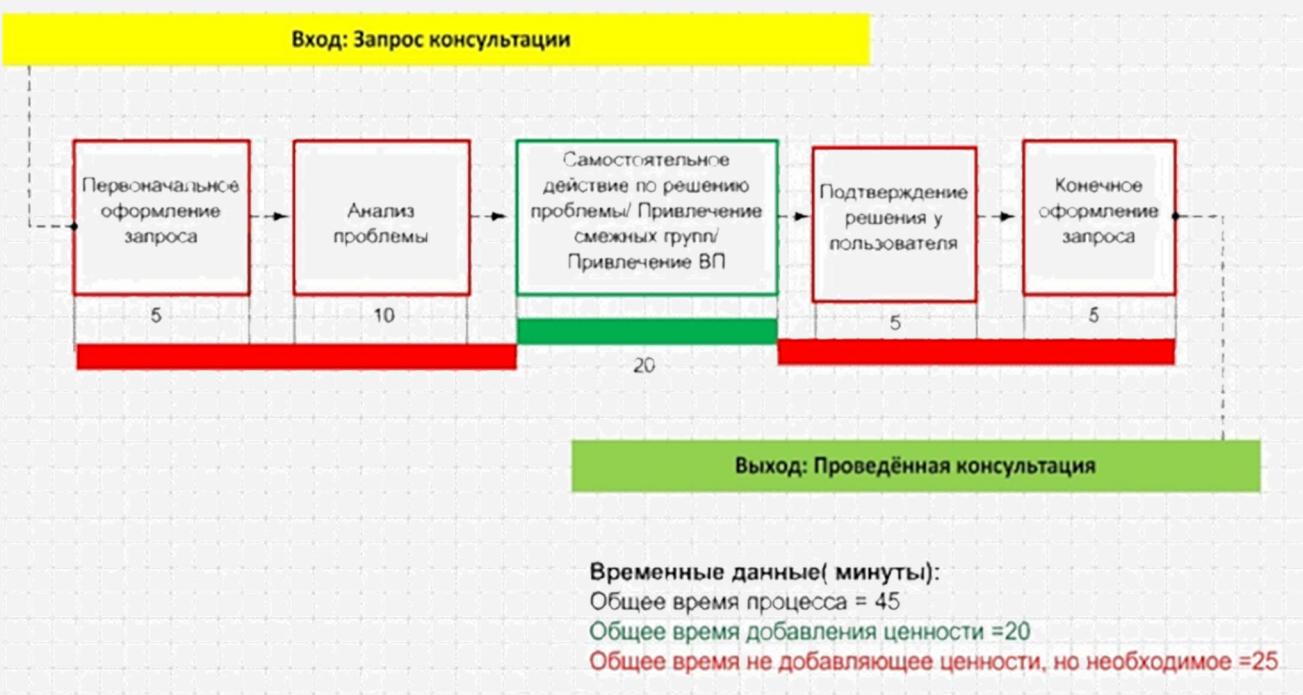 Вход: Запрос консультации
Первоначальное
оформление
запроса
Анализ
проблемы
Самостоятельное
действие по решению
проблемы/ Привлечение
смежных групп/
Привлечение ВП
Подтверждение
решения у
пользователя
Конечное
оформление
запроса
5
10
20
5
5
Выход: Проведённая консультация
Временные данные( минуты):
Общее время процесса = 45
Общее время добавления ценности =20
Общее время не добавляющее ценности, но необходимое =25